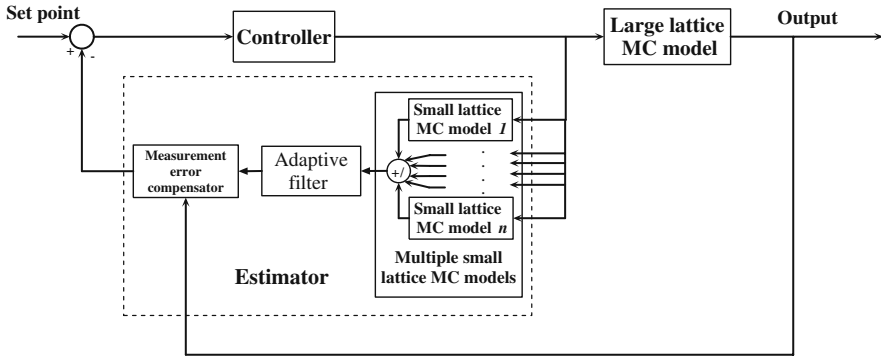 Set point
+
-
Controller
Large lattice
MC model
Output
Small lattice
MC model 1
Measurement
error
compensator
Adaptive
filter
+/
Small lattice
MC model n
Multiple small
lattice MC models
Estimator